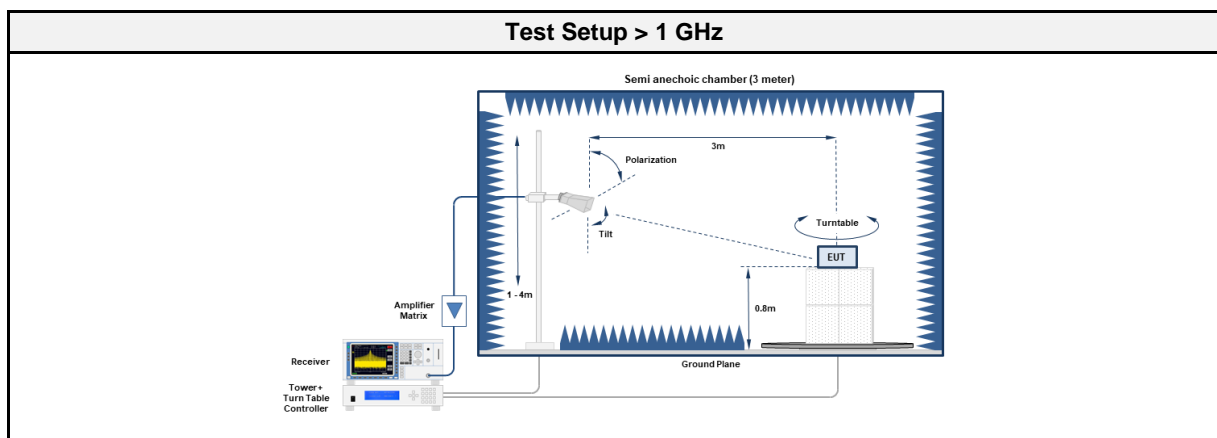 Test Setup > 1 GHz
Semi anechoic chamber (3 meter)
3m
Polarization
Turntable
Tilt
EUT
1 - 4m
0.8m
Amplifier
Matrix
Ground Plane
Receiver
Tower+
Turn Table
Controller